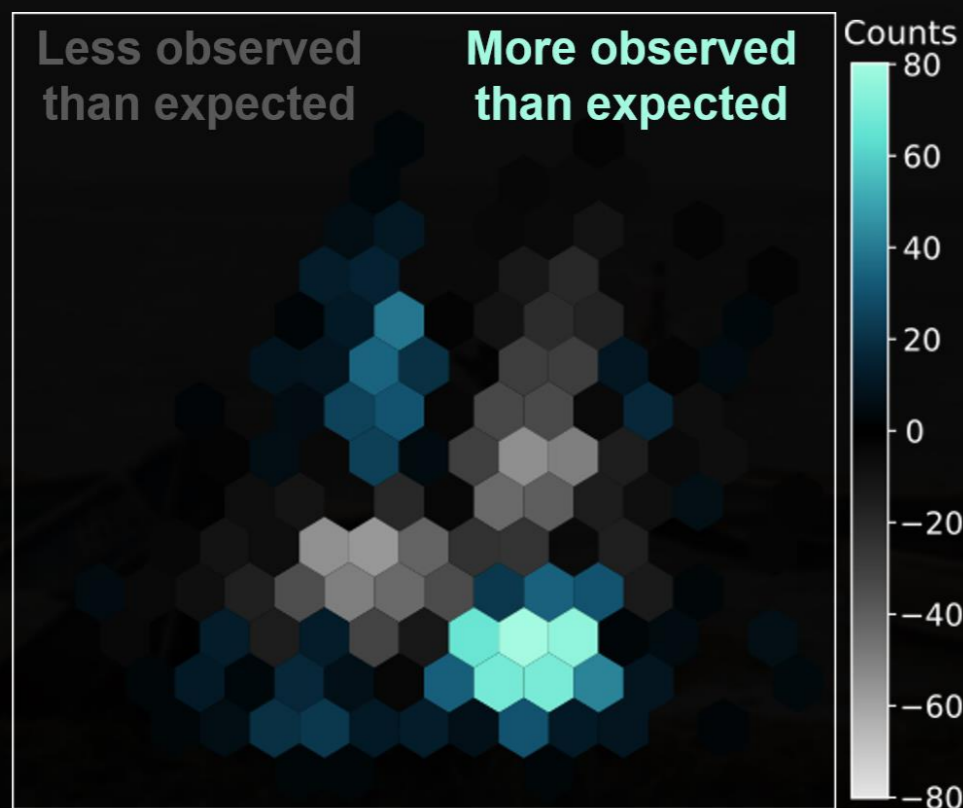 Less observed
than expected
More observed
than expected
Counts
80
60
40
20
0
−20
−40
−60
−80